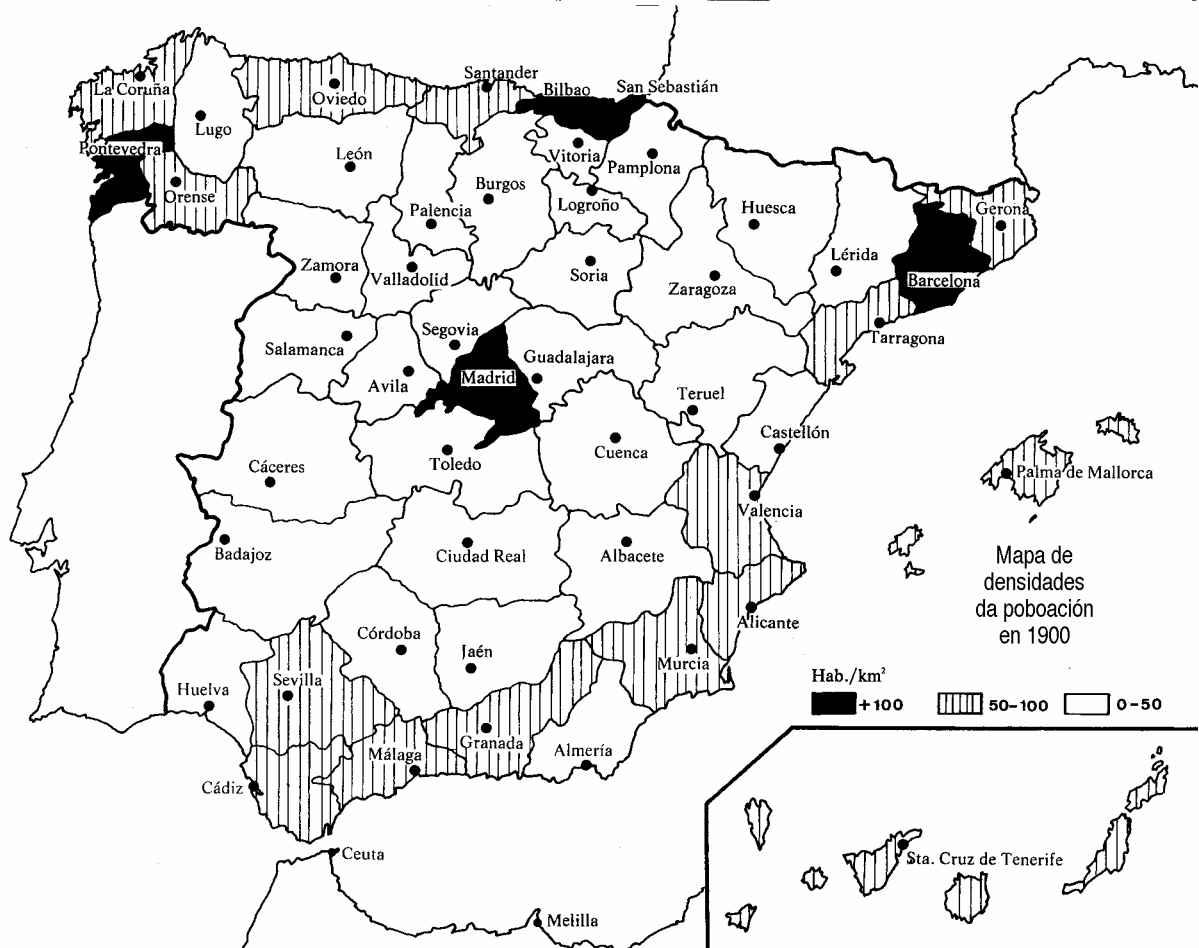 Santander
Bilbao
San Sebastián
La Coruña
Oviedo
Lugo
Pontevedra
León
Vitoria
Pamplona
Orense
Burgos
Logroño
Palencia
Huesca
Gerona
Zamora
Valladolid
Soria
Zaragoza
Lérida
Barcelona
Segovia
Salamanca
Guadalajara
Tarragona
Avila
Madrid
Teruel
Castellón
Cáceres
Toledo
Cuenca
Palma de Mallorca
Valencia
Badajoz
Ciudad Real
Albacete
Mapa de
densidades
da poboación
en 1900
Alicante
Córdoba
Jaén
Murcia
Sevilla
Huelva
Hab./km²
+100
50-100
0-50
Granada
Málaga
Almería
Cádiz
Ceuta
Sta. Cruz de Tenerife
Melilla